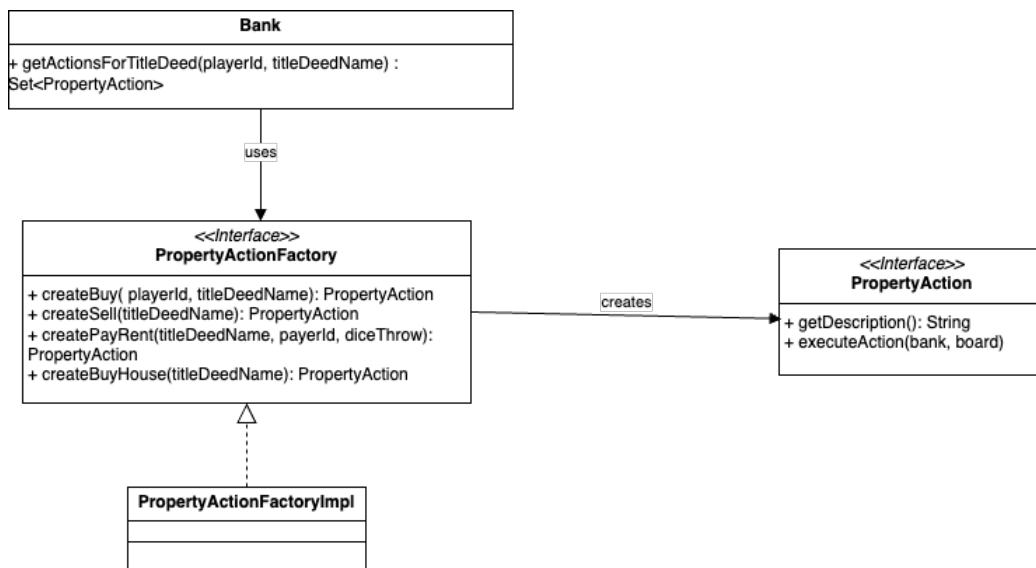 Bank
+ getActionsForTitleDeed(playerId, titleDeedName) :
Set<PropertyAction>
uses
<<Interface>>
PropertyActionFactory
+ createBuy( playerId, titleDeedName): PropertyAction
+ createSell(titleDeedName): PropertyAction
+ createPayRent(titleDeedName, payerId, diceThrow):
PropertyAction
+ createBuyHouse(titleDeedName): PropertyAction
creates
<<Interface>>
PropertyAction
+ getDescription(): String
+ executeAction(bank, board)
PropertyActionFactoryImpl